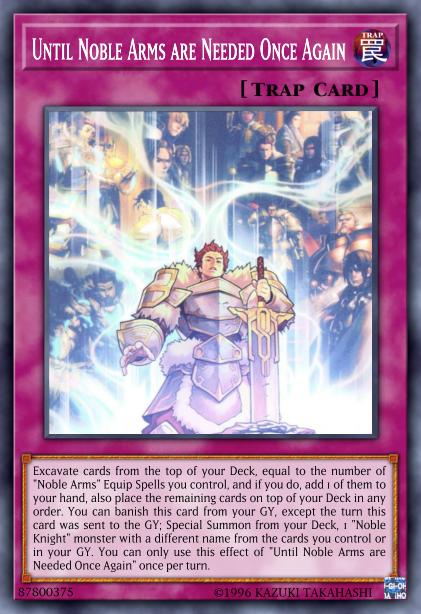 Until Noble Arms are Needed Once Again
TRAP
罠
[Trap Card]
Excavate cards from the top of your Deck, equal to the number of
"Noble Arms" Equip Spells you control, and if you do, add 1 of them to
your hand, also place the remaining cards on top of your Deck in any
order. You can banish this card from your GY, except the turn this
card was sent to the GY; Special Summon from your Deck, 1 "Noble
Knight" monster with a different name from the cards you control or
in your GY. You can only use this effect of "Until Noble Arms are
Needed Once Again" once per turn.
87800375
©1996 KAZUKI TAKAHASHI